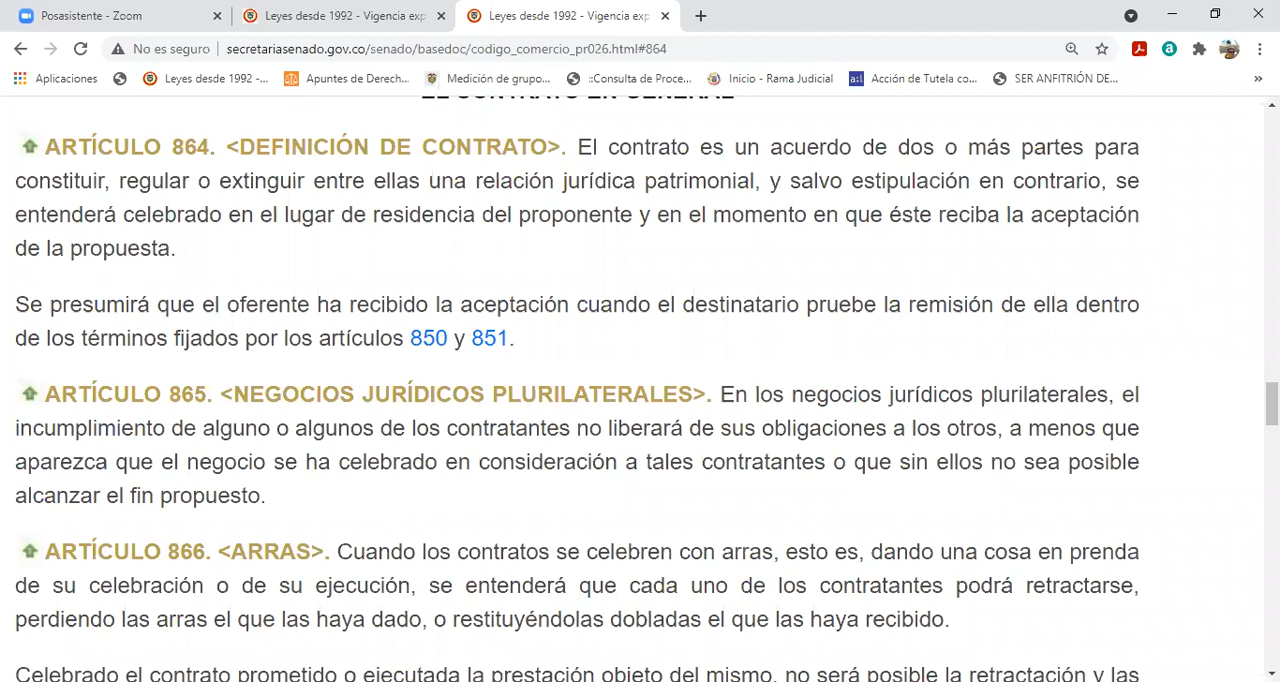 Posasistente - Zoom
Leyes desde 1992 - Vigencia exp
Leyes desde 1992 - Vigencia exp
No es seguro
secretariasenado.gov.co/senado/basedoc/codigo_comercio_pr026.html#864
Aplicaciones
Leyes desde 1992 -...
Apuntes de Derech...
Medición de grupo...
::Consulta de Proce...
Inicio - Rama Judicial
Acción de Tutela co...
SER ANFITRIÓN DE...
»
EL CONTRATO EN GENERAL
ARTÍCULO 864. <DEFINICIÓN DE CONTRATO>. El contrato es un acuerdo de dos o más partes para
constituir, regular o extinguir entre ellas una relación jurídica patrimonial, y salvo estipulación en contrario, se
entenderá celebrado en el lugar de residencia del proponente y en el momento en que éste reciba la aceptación
de la propuesta.
Se presumirá que el oferente ha recibido la aceptación cuando el destinatario pruebe la remisión de ella dentro
de los términos fijados por los artículos 850 y 851.
ARTÍCULO 865. <NEGOCIOS JURÍDICOS PLURILATERALES>. En los negocios jurídicos plurilaterales, el
incumplimiento de alguno o algunos de los contratantes no liberará de sus obligaciones a los otros, a menos que
aparezca que el negocio se ha celebrado en consideración a tales contratantes o que sin ellos no sea posible
alcanzar el fin propuesto.
ARTÍCULO 866. <ARRAS>. Cuando los contratos se celebren con arras, esto es, dando una cosa en prenda
de su celebración o de su ejecución, se entenderá que cada uno de los contratantes podrá retractarse,
perdiendo las arras el que las haya dado, o restituyéndolas dobladas el que las haya recibido.
Celebrado el contrato prometido o ejecutada la prestación objeto del mismo, no será posible la retractación y las